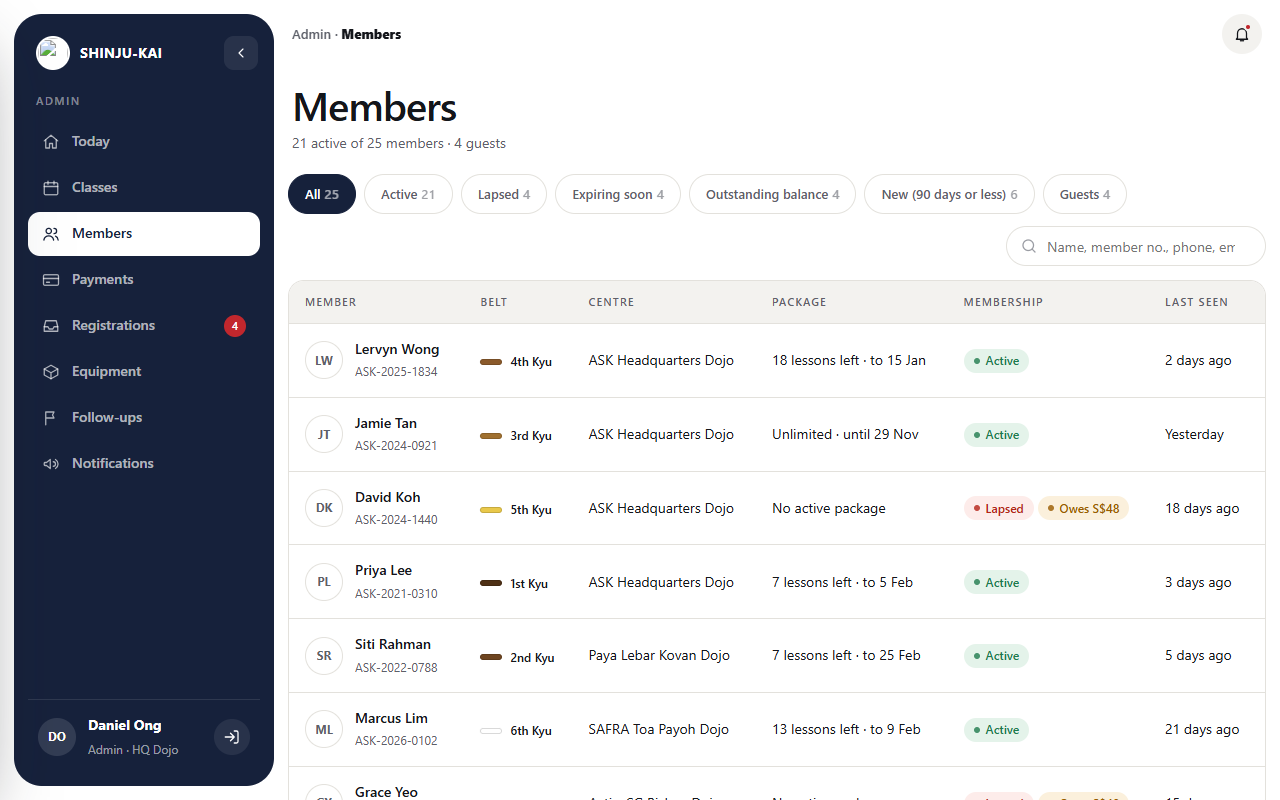 SHINJU-KAI
ADMIN
Today
Classes
Members
Payments
Registrations 4
Equipment
Follow-ups
Notifications
DO Daniel Ong
Admin · HQ Dojo
Admin · Members
Members
21 active of 25 members · 4 guests
All 25 Active 21 Lapsed 4 Expiring soon 4 Outstanding balance 4 New (90 days or less) 6 Guests 4
Name, member no., phone, em
MEMBER BELT CENTRE PACKAGE MEMBERSHIP LAST SEEN
LW Lervyn Wong 4th Kyu ASK Headquarters Dojo 18 lessons left · to 15 Jan Active 2 days ago
ASK-2025-1834
JT Jamie Tan 3rd Kyu ASK Headquarters Dojo Unlimited · until 29 Nov Active Yesterday
ASK-2024-0921
DK David Koh 5th Kyu ASK Headquarters Dojo No active package Lapsed Owes S$48 18 days ago
ASK-2024-1440
PL Priya Lee 1st Kyu ASK Headquarters Dojo 7 lessons left · to 5 Feb Active 3 days ago
ASK-2021-0310
SR Siti Rahman 2nd Kyu Paya Lebar Kovan Dojo 7 lessons left · to 25 Feb Active 5 days ago
ASK-2022-0788
ML Marcus Lim 6th Kyu SAFRA Toa Payoh Dojo 13 lessons left · to 9 Feb Active 21 days ago
ASK-2026-0102
Grace Yeo